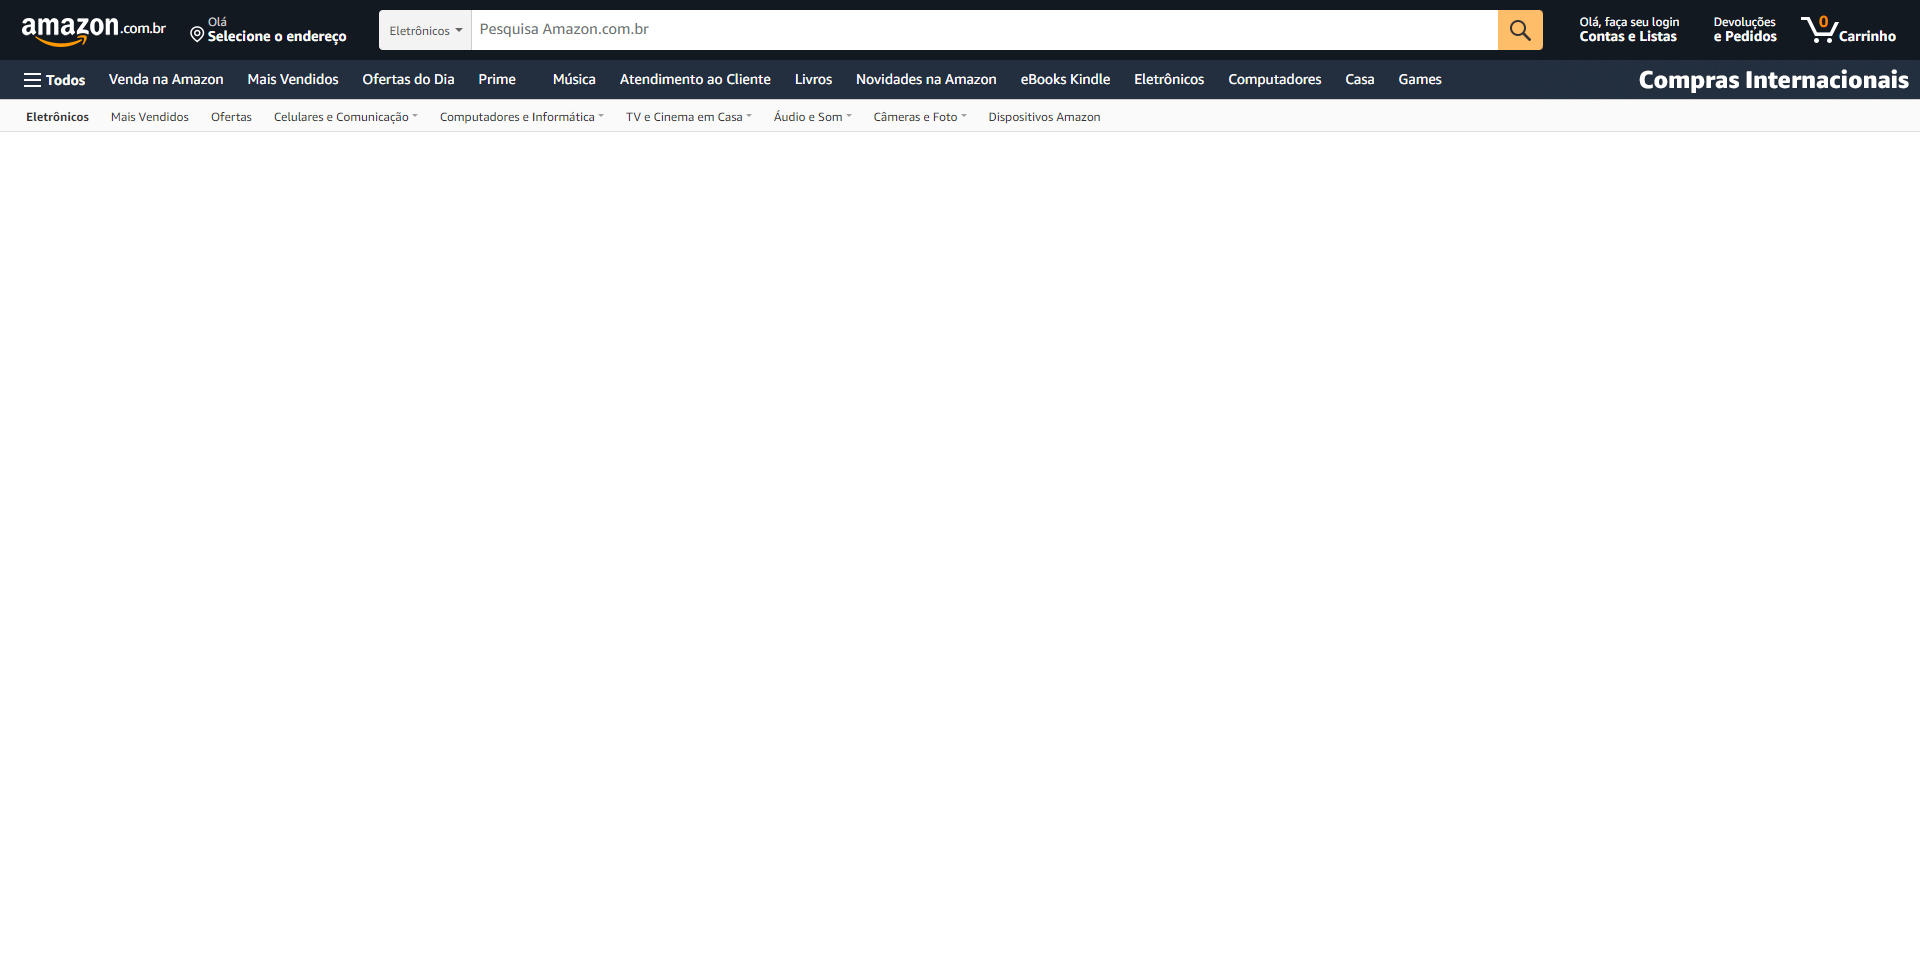 amazon.com.br
Olá
Selecione o endereço
Eletrônicos
Pesquisa Amazon.com.br
Olá, faça seu login
Contas e Listas
Devoluções
e Pedidos
0
Carrinho
Todos Venda na Amazon Mais Vendidos Ofertas do Dia Prime Música Atendimento ao Cliente Livros Novidades na Amazon eBooks Kindle Eletrônicos Computadores Casa Games Compras Internacionais
Eletrônicos Mais Vendidos Ofertas Celulares e Comunicação Computadores e Informática TV e Cinema em Casa Áudio e Som Câmeras e Foto Dispositivos Amazon